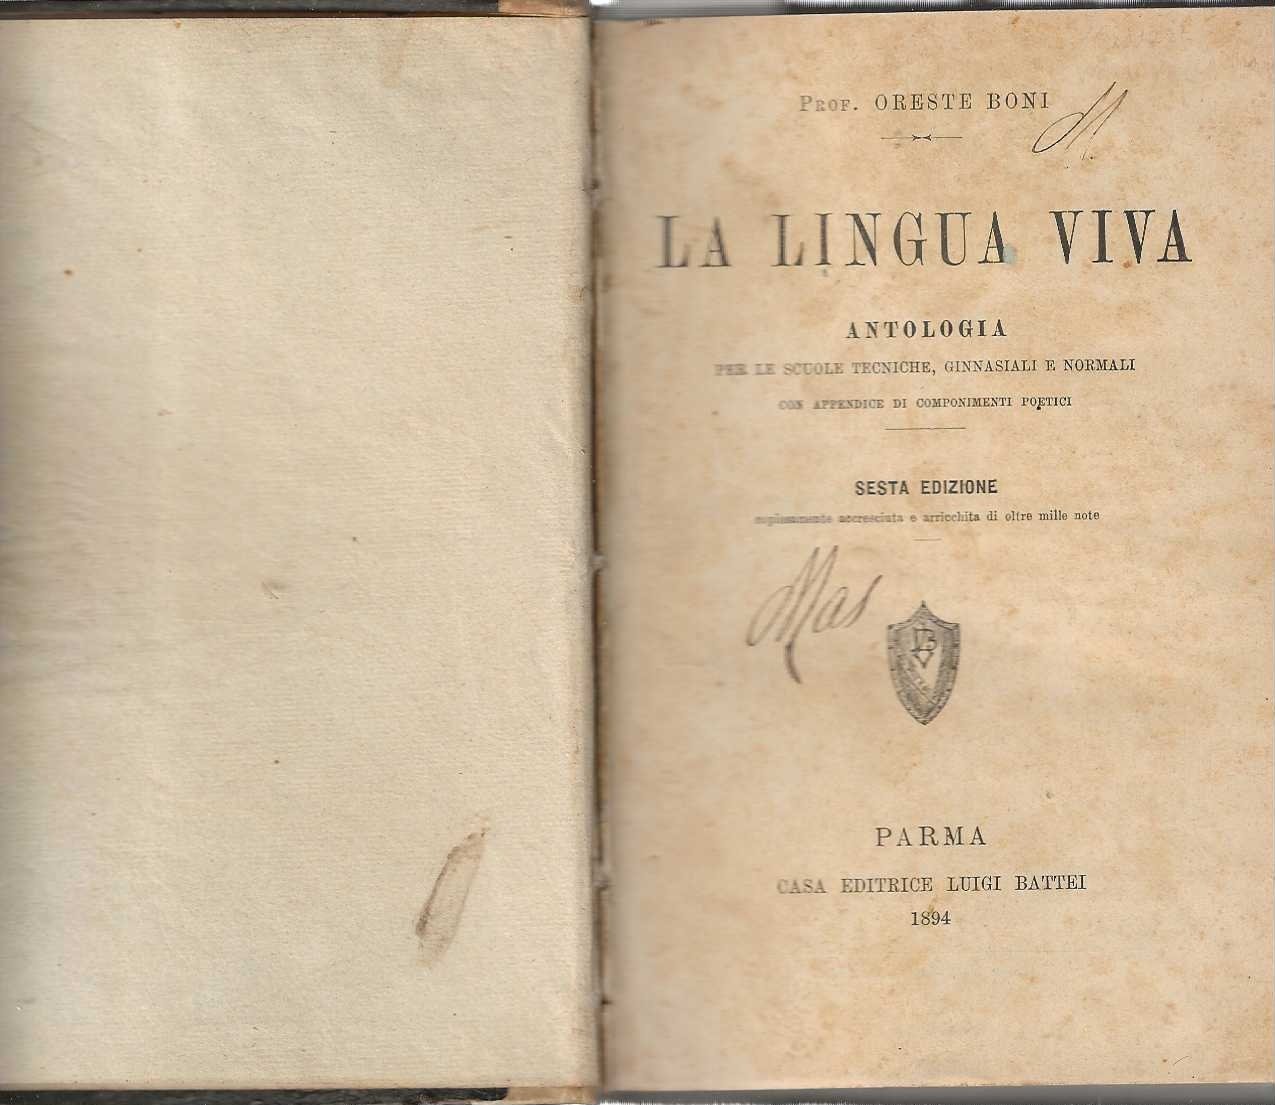 Prof. ORESTE BONI
LA LINGUA VIVA
ANTOLOGIA
PER LE SCUOLE TECNICHE, GINNASIALI E NORMALI
CON APPENDICE DI COMPONIMENTI POETICI
SESTA EDIZIONE
copiosamente accresciuta e arricchita di oltre mille note
Mas
PARMA
CASA EDITRICE LUIGI BATTEI
1894